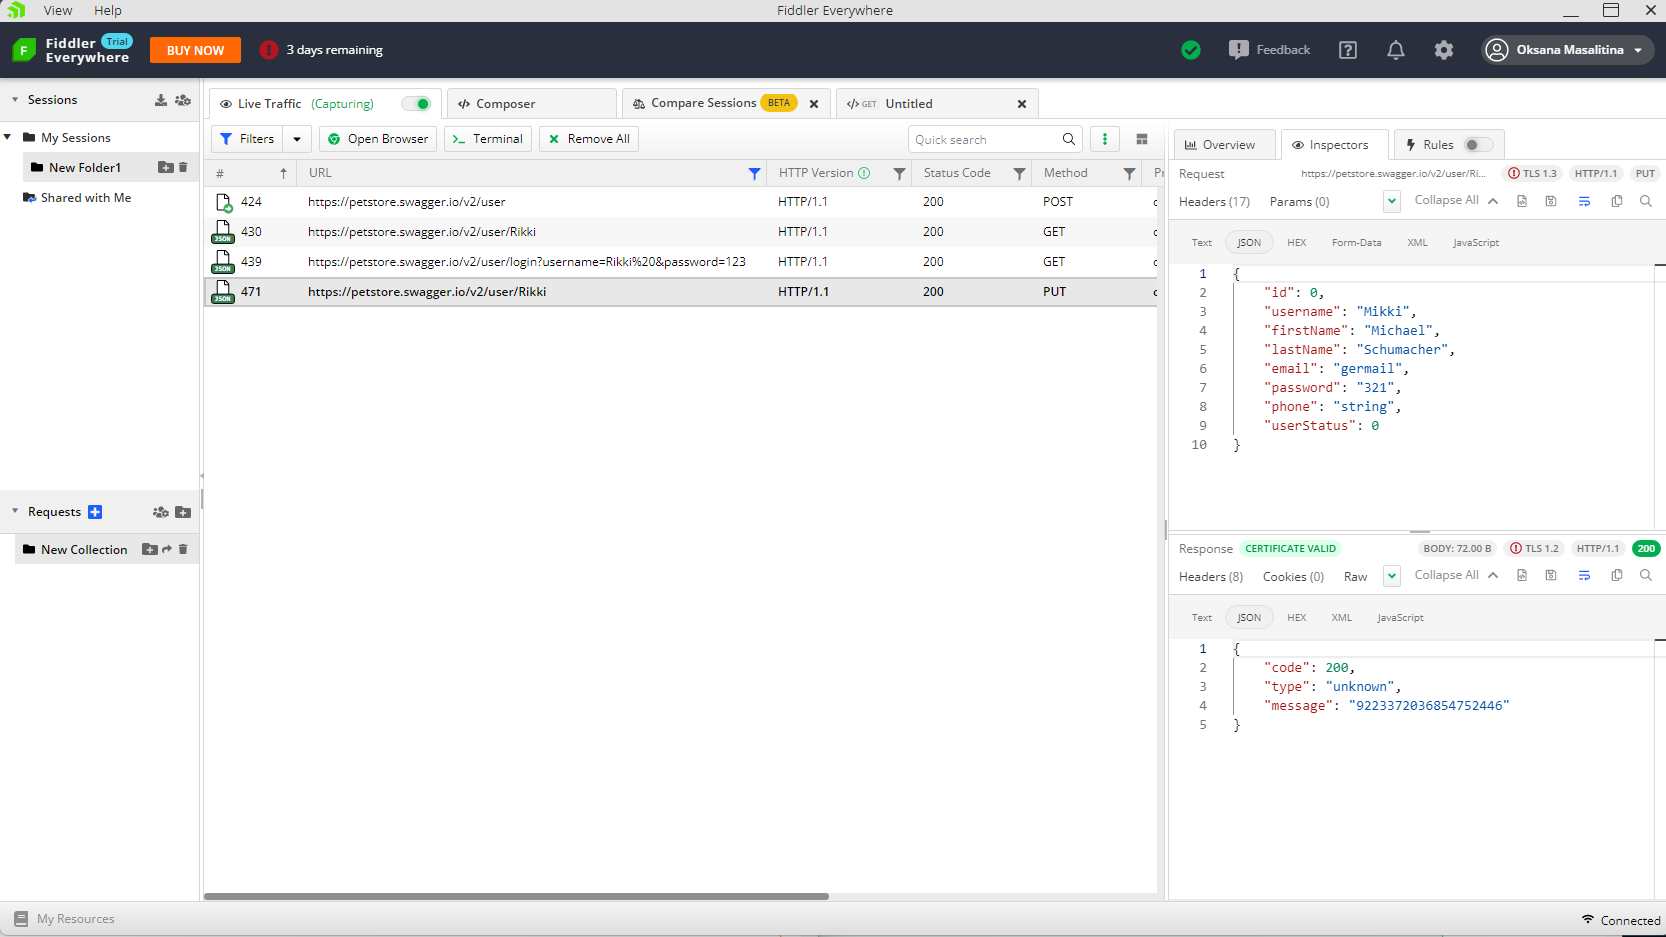 View Help Fiddler Everywhere
Fiddler Trial
Everywhere
BUY NOW
3 days remaining
Feedback
Oksana Masalitina
Sessions
My Sessions
New Folder1
Shared with Me
Requests
New Collection
Live Traffic (Capturing)
Composer
Compare Sessions BETA
GET Untitled
Filters
Open Browser
Terminal
Remove All
Quick search
# URL HTTP Version Status Code Method
424 https://petstore.swagger.io/v2/user HTTP/1.1 200 POST
430 https://petstore.swagger.io/v2/user/Rikki HTTP/1.1 200 GET
439 https://petstore.swagger.io/v2/user/login?username=Rikki%20&password=123 HTTP/1.1 200 GET
471 https://petstore.swagger.io/v2/user/Rikki HTTP/1.1 200 PUT
JSON
JSON
JSON
Overview
Inspectors
Rules
Request https://petstore.swagger.io/v2/user/Ri... TLS 1.3 HTTP/1.1 PUT
Headers (17) Params (0) Collapse All
Text JSON HEX Form-Data XML JavaScript
1 {
2 "id": 0,
3 "username": "Mikki",
4 "firstName": "Michael",
5 "lastName": "Schumacher",
6 "email": "germail",
7 "password": "321",
8 "phone": "string",
9 "userStatus": 0
10 }
Response CERTIFICATE VALID BODY: 72.00 B TLS 1.2 HTTP/1.1 200
Headers (8) Cookies (0) Raw Collapse All
Text JSON HEX XML JavaScript
1 {
2 "code": 200,
3 "type": "unknown",
4 "message": "9223372036854752446"
5 }
My Resources
Connected